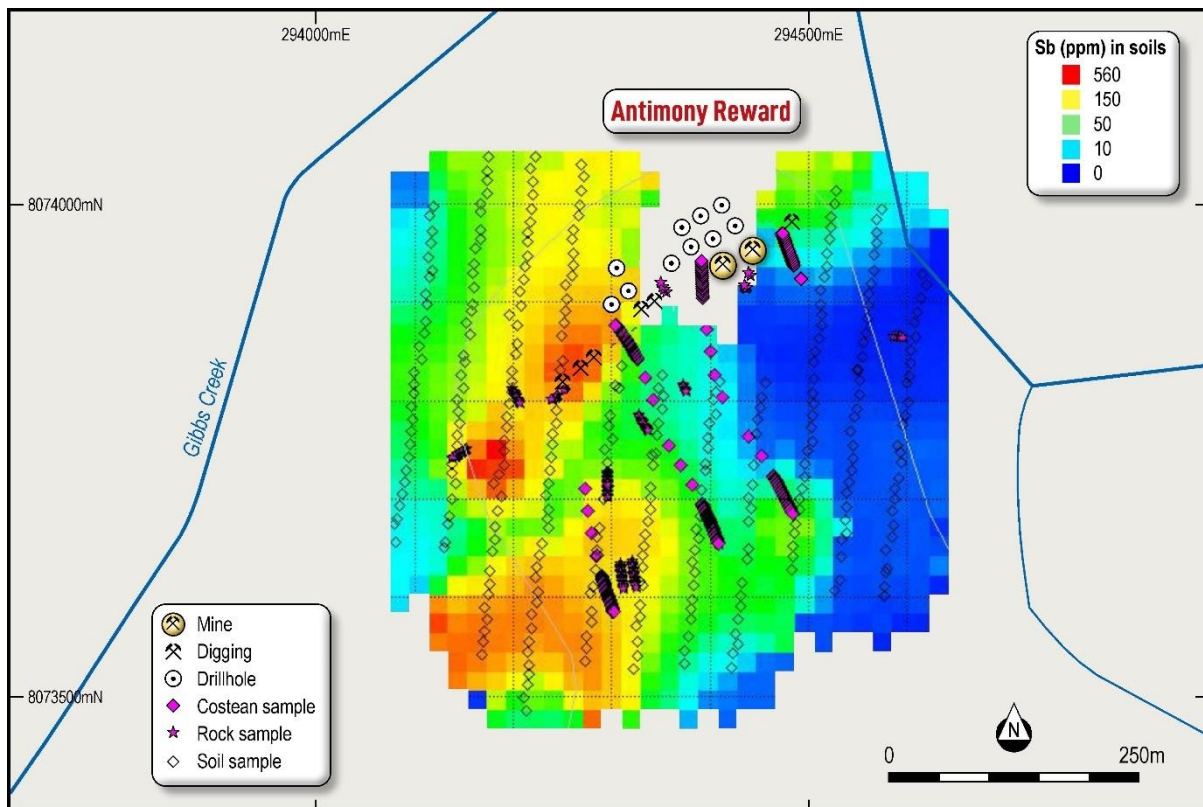 294000mE
294500mE
Sb (ppm) in soils
560
150
50
10
0
Antimony Reward
8074000mN
Gibbs Creek
8073500mN
Mine
Digging
Drillhole
Costean sample
Rock sample
Soil sample
N
0
250m